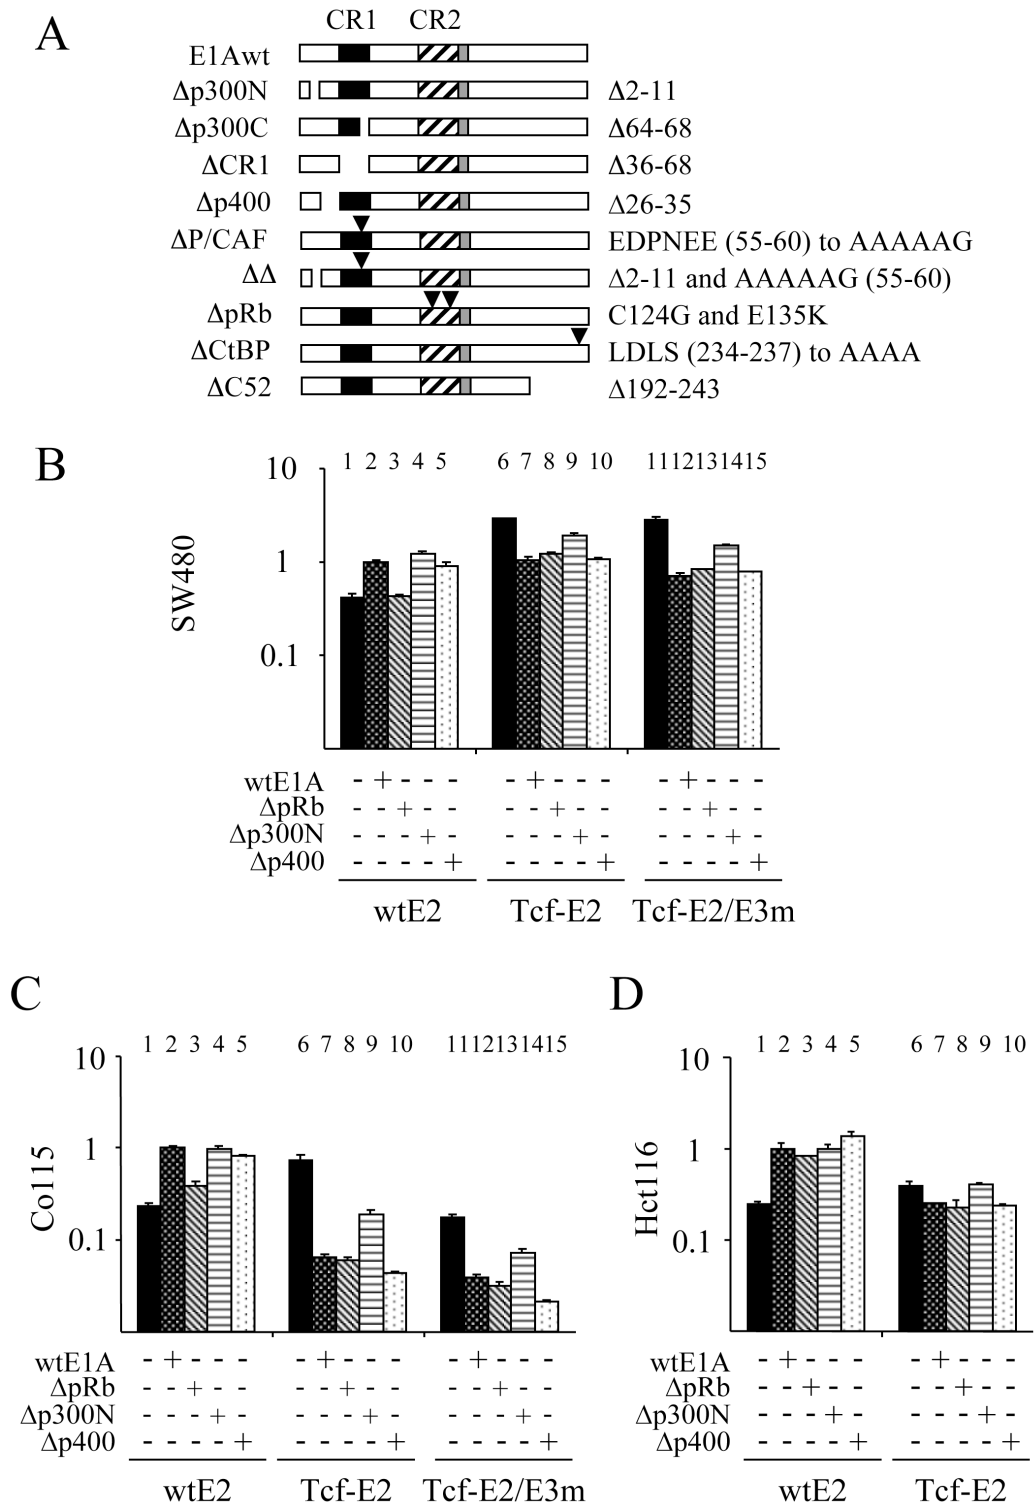 A
CR1 CR2
E1Awt
Δp300N Δ2-11
Δp300C Δ64-68
ΔCR1 Δ36-68
Δp400 Δ26-35
ΔP/CAF EDPNEE (55-60) to AAAAAG
ΔΔ Δ2-11 and AAAAAG (55-60)
ΔpRb C124G and E135K
ΔCtBP LDLS (234-237) to AAAA
ΔC52 Δ192-243
B
SW480
10
1
0.1
1 2 3 4 5 6 7 8 9 10 11 12 13 14 15
wtE1A - + - - - - + - - - - + - - -
ΔpRb - - + - - - - + - - - - + - -
Δp300N - - - + - - - - + - - - - + -
Δp400 - - - - + - - - - + - - - - +
wtE2 Tcf-E2 Tcf-E2/E3m
C
Co115
10
1
0.1
1 2 3 4 5 6 7 8 9 10 11 12 13 14 15
wtE1A - + - - - - + - - - - + - - -
ΔpRb - - + - - - - + - - - - + - -
Δp300N - - - + - - - - + - - - - + -
Δp400 - - - - + - - - - + - - - - +
wtE2 Tcf-E2 Tcf-E2/E3m
D
Hct116
10
1
0.1
1 2 3 4 5 6 7 8 9 10
wtE1A - + - - - - + - - -
ΔpRb - - + - - - - + - -
Δp300N - - - + - - - - + -
Δp400 - - - - + - - - - +
wtE2 Tcf-E2